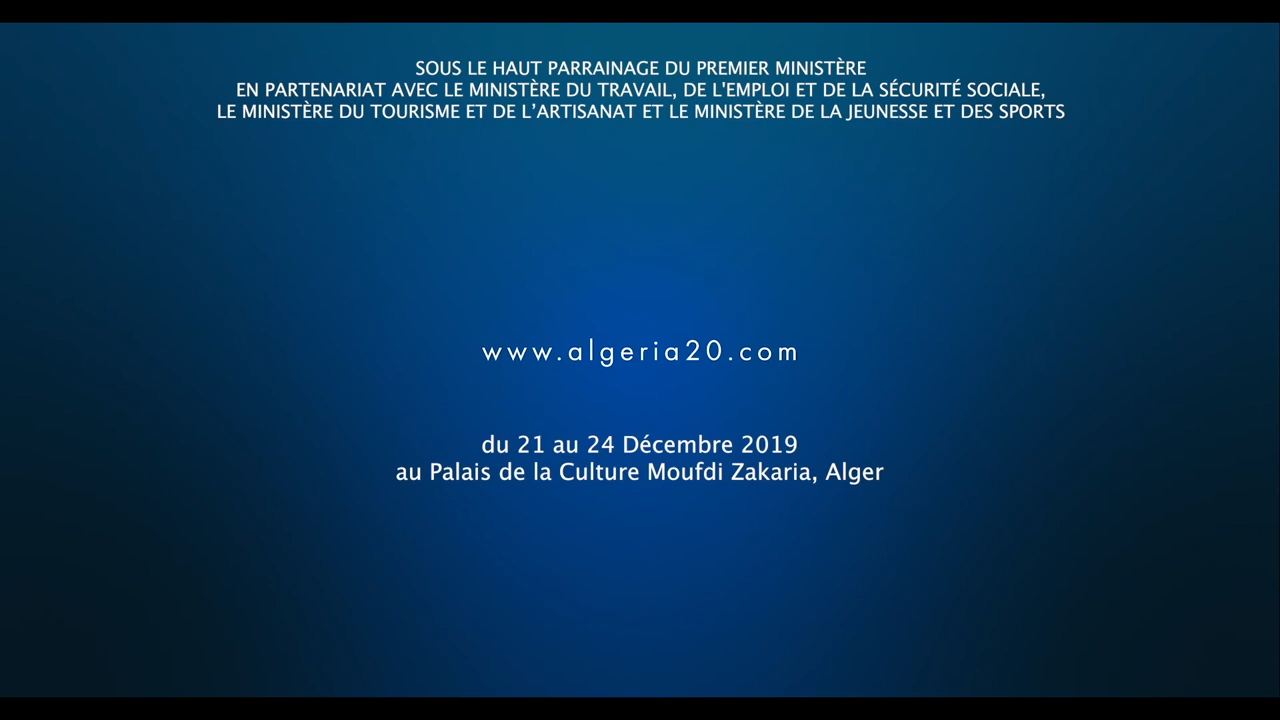 SOUS LE HAUT PARRAINAGE DU PREMIER MINISTÈRE
EN PARTENARIAT AVEC LE MINISTÈRE DU TRAVAIL, DE L'EMPLOI ET DE LA SÉCURITÉ SOCIALE,
LE MINISTÈRE DU TOURISME ET DE L’ARTISANAT ET LE MINISTÈRE DE LA JEUNESSE ET DES SPORTS
www.algeria20.com
du 21 au 24 Décembre 2019
au Palais de la Culture Moufdi Zakaria, Alger